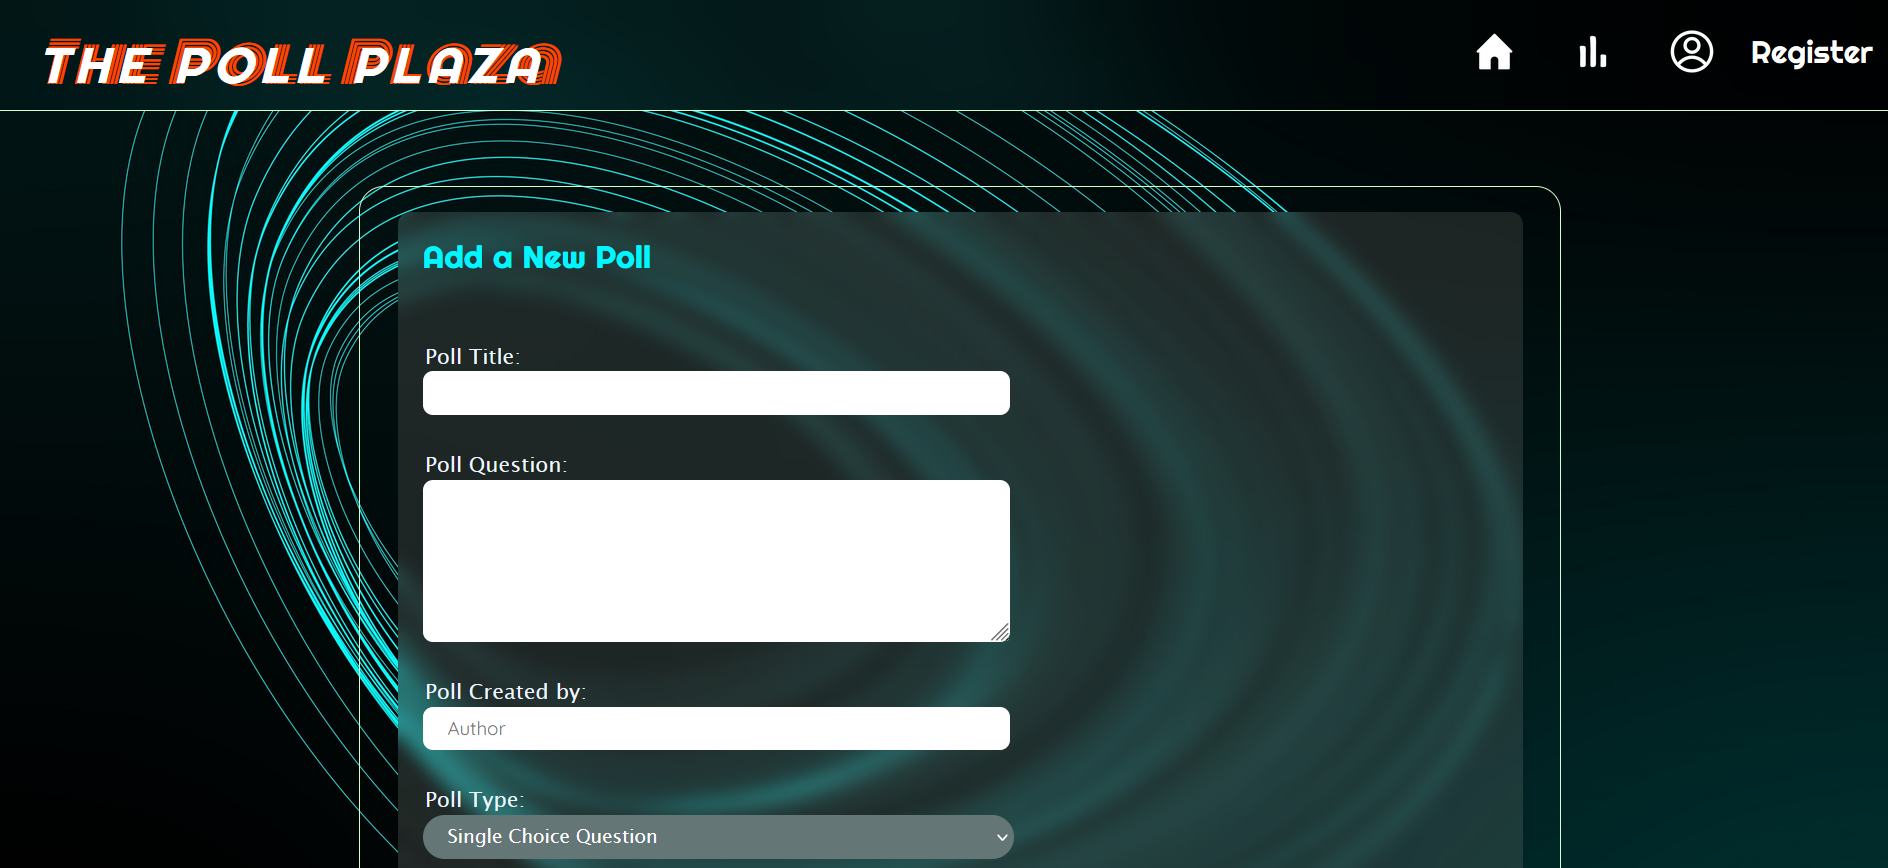 THE POLL PLAZA
Register
Add a New Poll
Poll Title:
Poll Question:
Poll Created by:
Author
Poll Type:
Single Choice Question